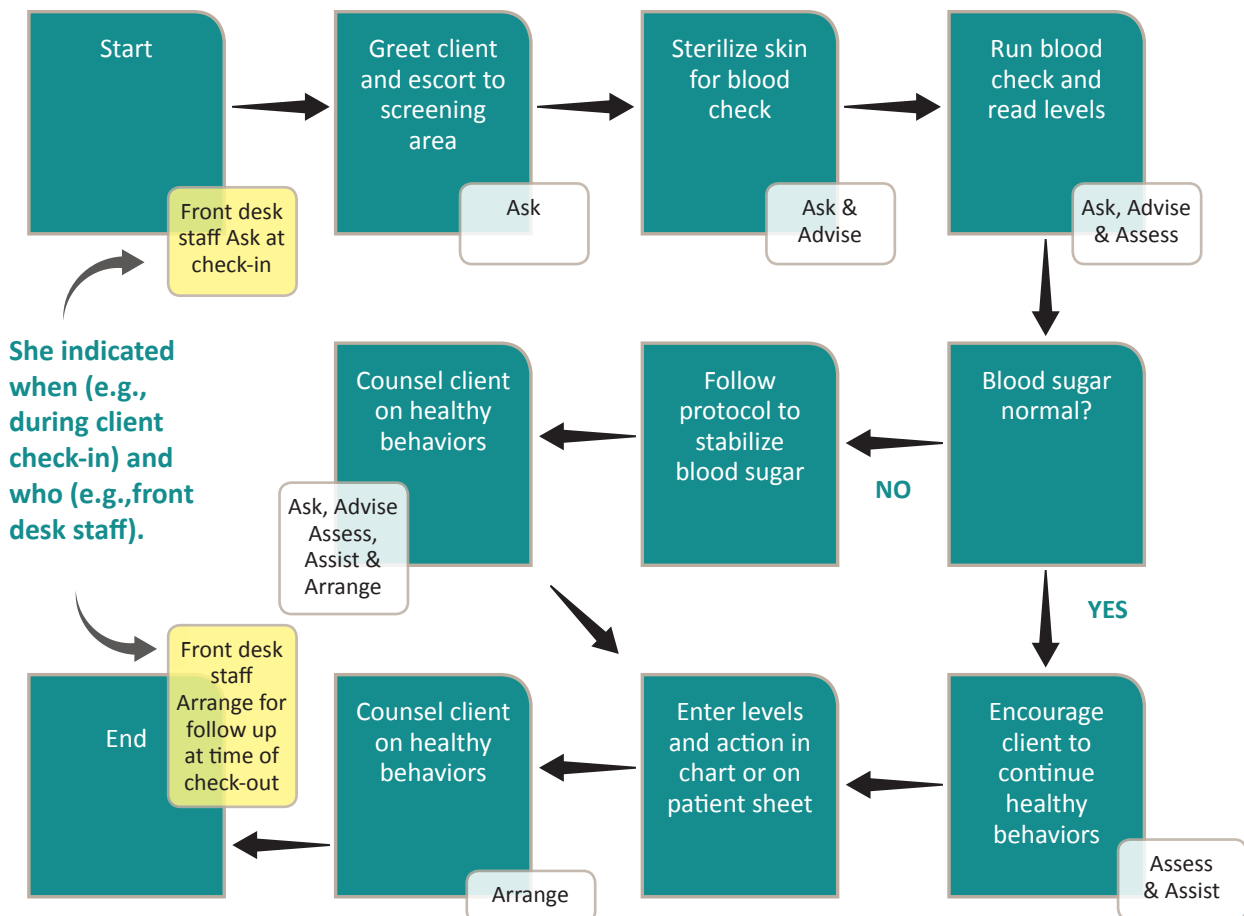 Start
Front desk
staff Ask at
check-in
Greet client
and escort to
screening
area
Ask
Sterilize skin
for blood
check
Ask &
Advise
Run blood
check and
read levels
Ask, Advise
& Assess
She indicated
when (e.g.,
during client
check-in) and
who (e.g.,front
desk staff).
Blood sugar
normal?
NO
Follow
protocol to
stabilize
blood sugar
Counsel client
on healthy
behaviors
Ask, Advise
Assess,
Assist &
Arrange
YES
Encourage
client to
continue
healthy
behaviors
Assess
& Assist
Enter levels
and action in
chart or on
patient sheet
Counsel client
on healthy
behaviors
Arrange
End
Front desk
staff
Arrange for
follow up
at time of
check-out